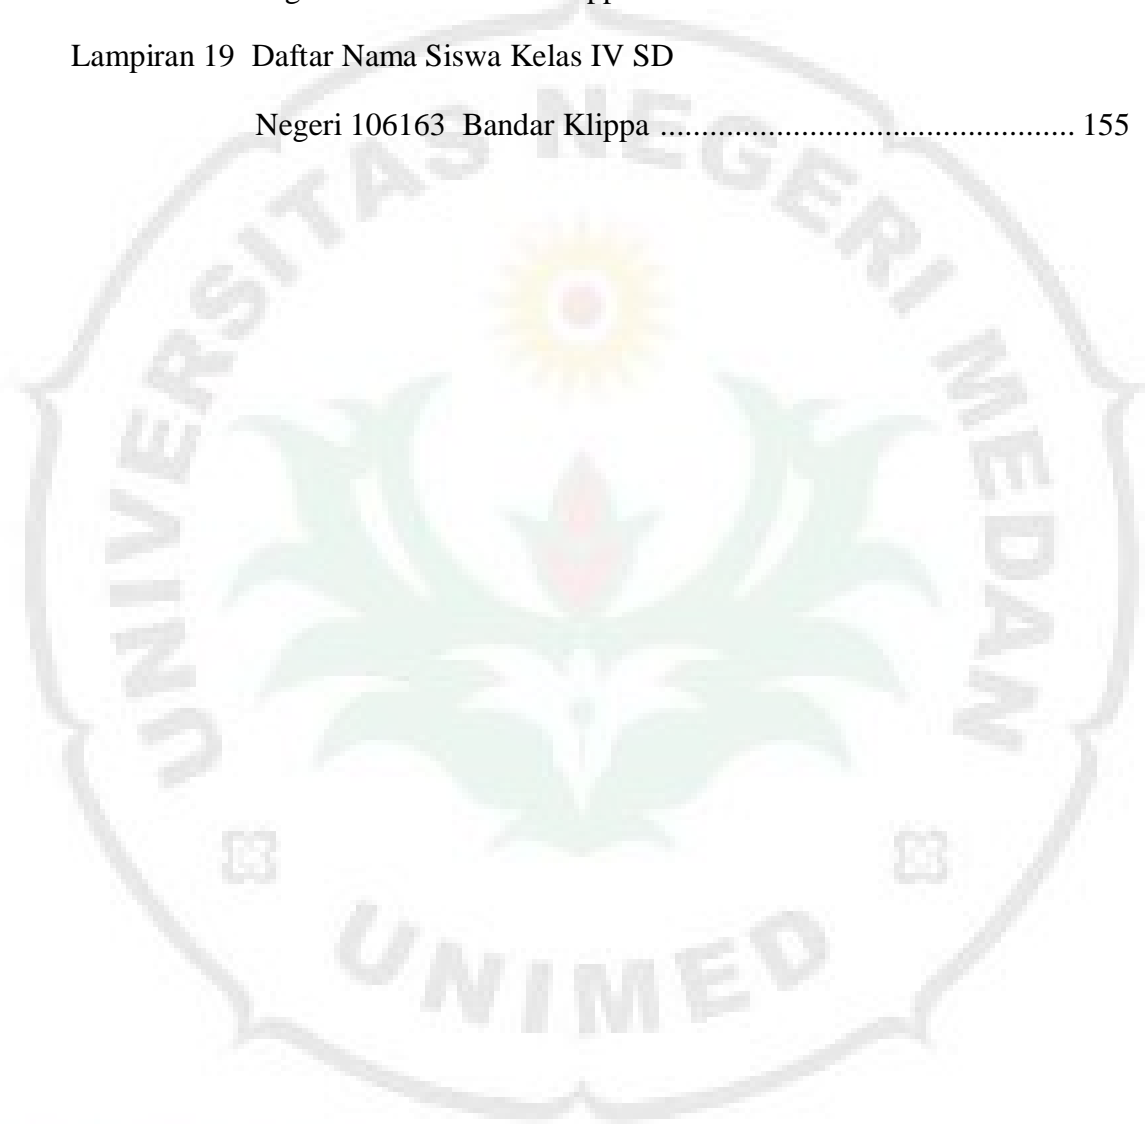 Lampiran 19 Daftar Nama Siswa Kelas IV SD
Negeri 106163 Bandar Klippa .................................................. 155
UNIVERSITAS NEGERI MEDAN
UNIMED